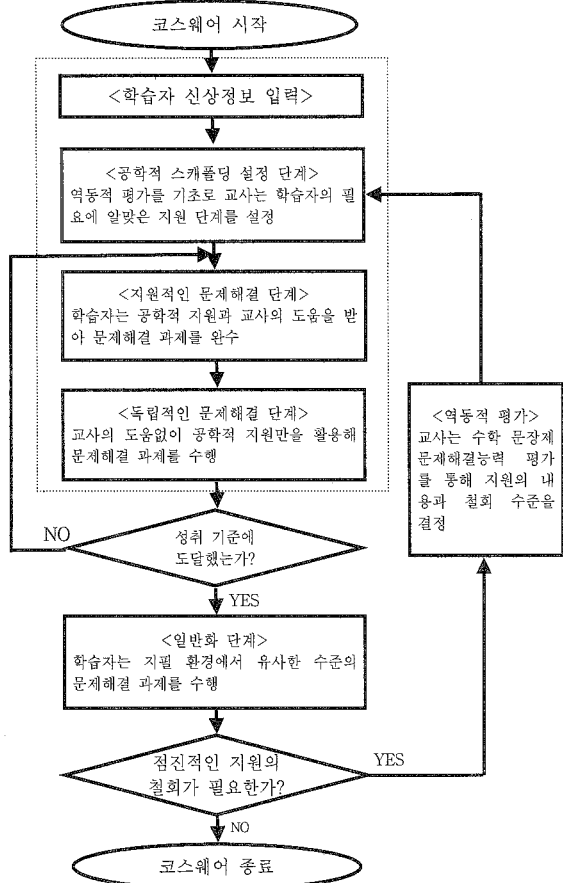 코스웨어 시작
<학습자 신상정보 입력>
<공학적 스캐폴딩 설정 단계>
역동적 평가를 기초로 교사는 학습자의 필
요에 알맞은 지원 단계를 설정
<지원적인 문제해결 단계>
학습자는 공학적 지원과 교사의 도움을 받
아 문제해결 과제를 완수
<독립적인 문제해결 단계>
교사의 도움없이 공학적 지원만을 활용해
문제해결 과제를 수행
<역동적 평가>
교사는 수학 문장제
문제해결능력 평가
를 통해 지원의 내
용과 철회 수준을
결정
NO
성취 기준에
도달했는가?
YES
<일반화 단계>
학습자는 지필 환경에서 유사한 수준의
문제해결 과제를 수행
점진적인 지원의
철회가 필요한가?
YES
NO
코스웨어 종료